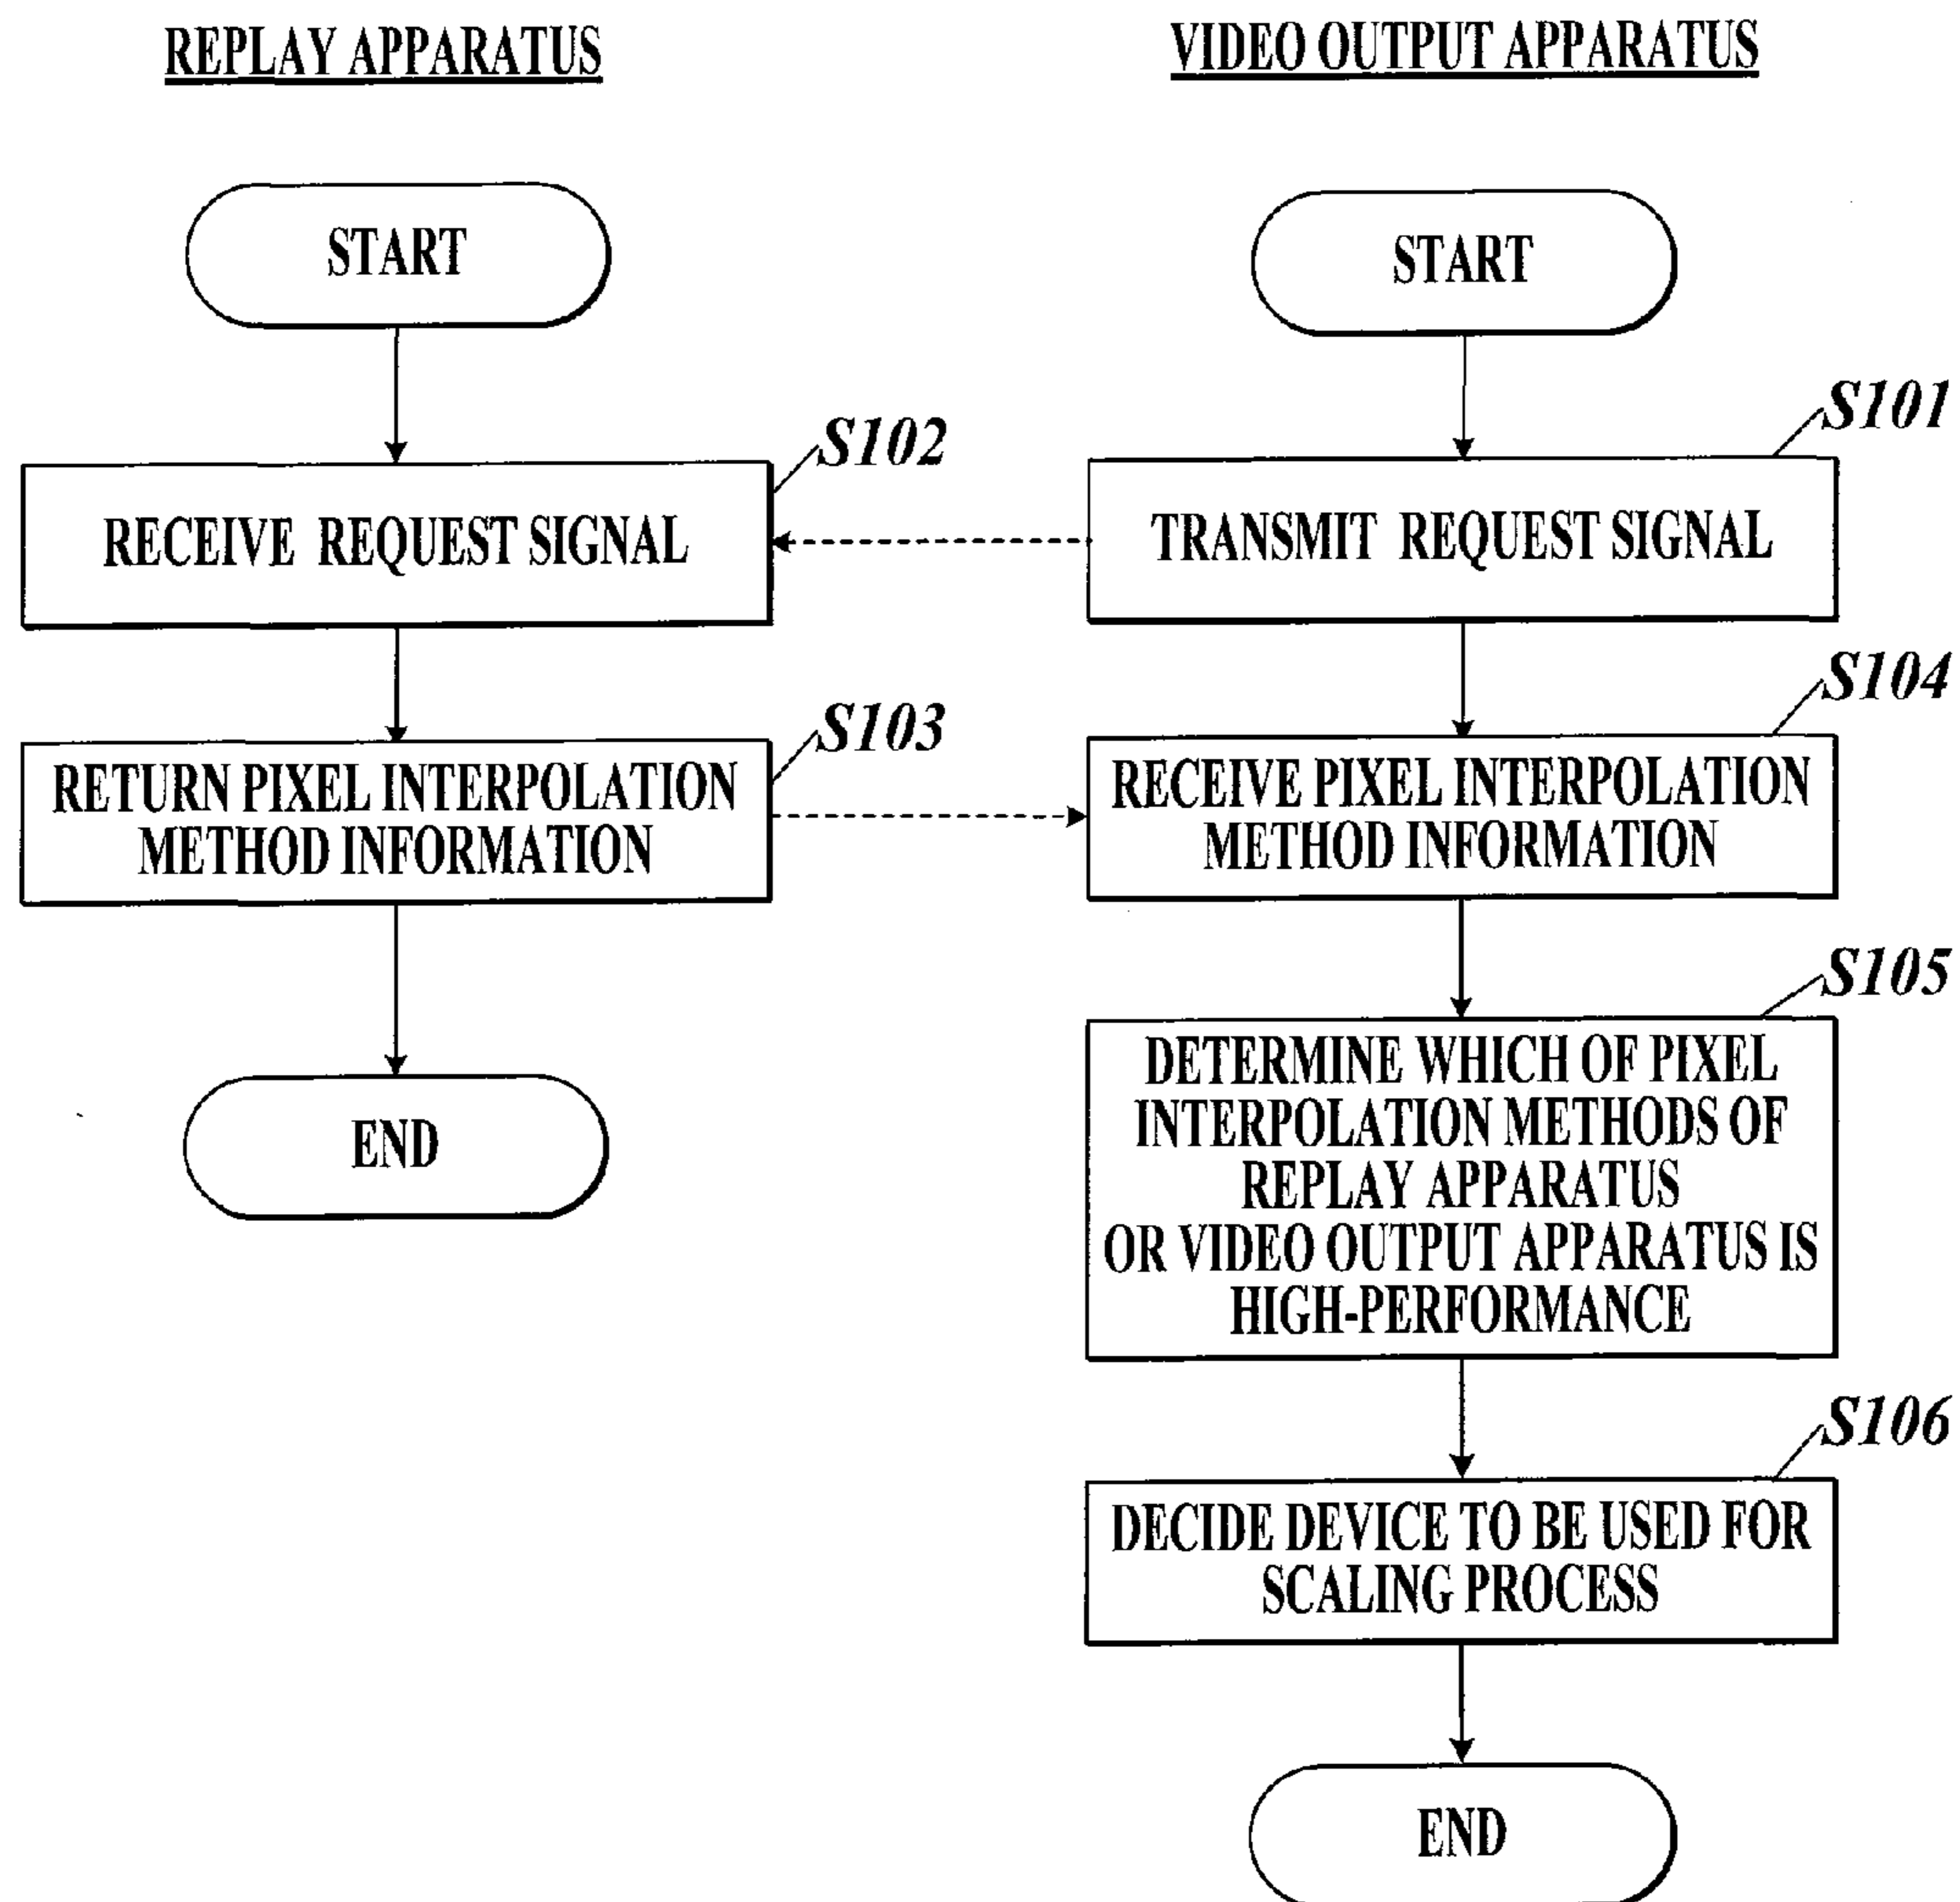 REPLAY APPARATUS
VIDEO OUTPUT APPARATUS
START
START
S101
S102
RECEIVE REQUEST SIGNAL
TRANSMIT REQUEST SIGNAL
S104
S103
RETURN PIXEL INTERPOLATION
METHOD INFORMATION
RECEIVE PIXEL INTERPOLATION
METHOD INFORMATION
S105
DETERMINE WHICH OF PIXEL
INTERPOLATION METHODS OF
REPLAY APPARATUS
OR VIDEO OUTPUT APPARATUS IS
HIGH-PERFORMANCE
END
S106
DECIDE DEVICE TO BE USED FOR
SCALING PROCESS
END